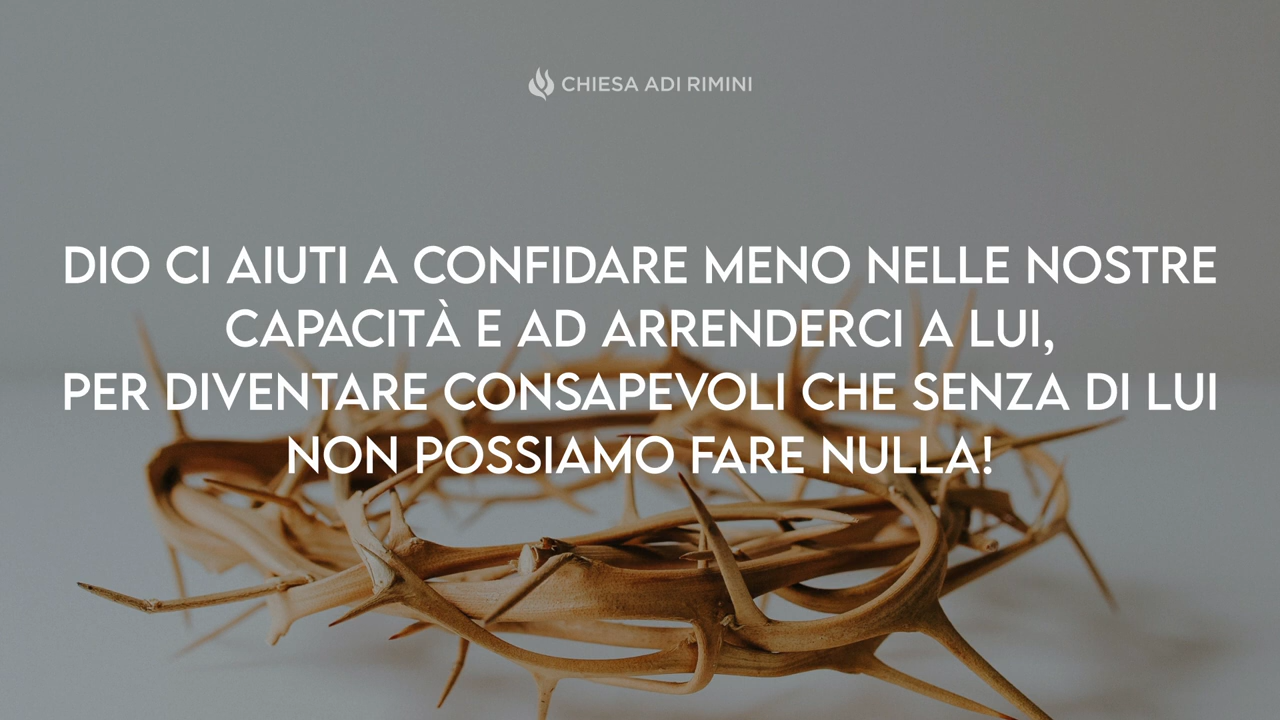 CHIESA ADI RIMINI
DIO CI AIUTI A CONFIDARE MENO NELLE NOSTRE
CAPACITÀ E AD ARRENDERCI A LUI,
PER DIVENTARE CONSAPEVOLI CHE SENZA DI LUI
NON POSSIAMO FARE NULLA!